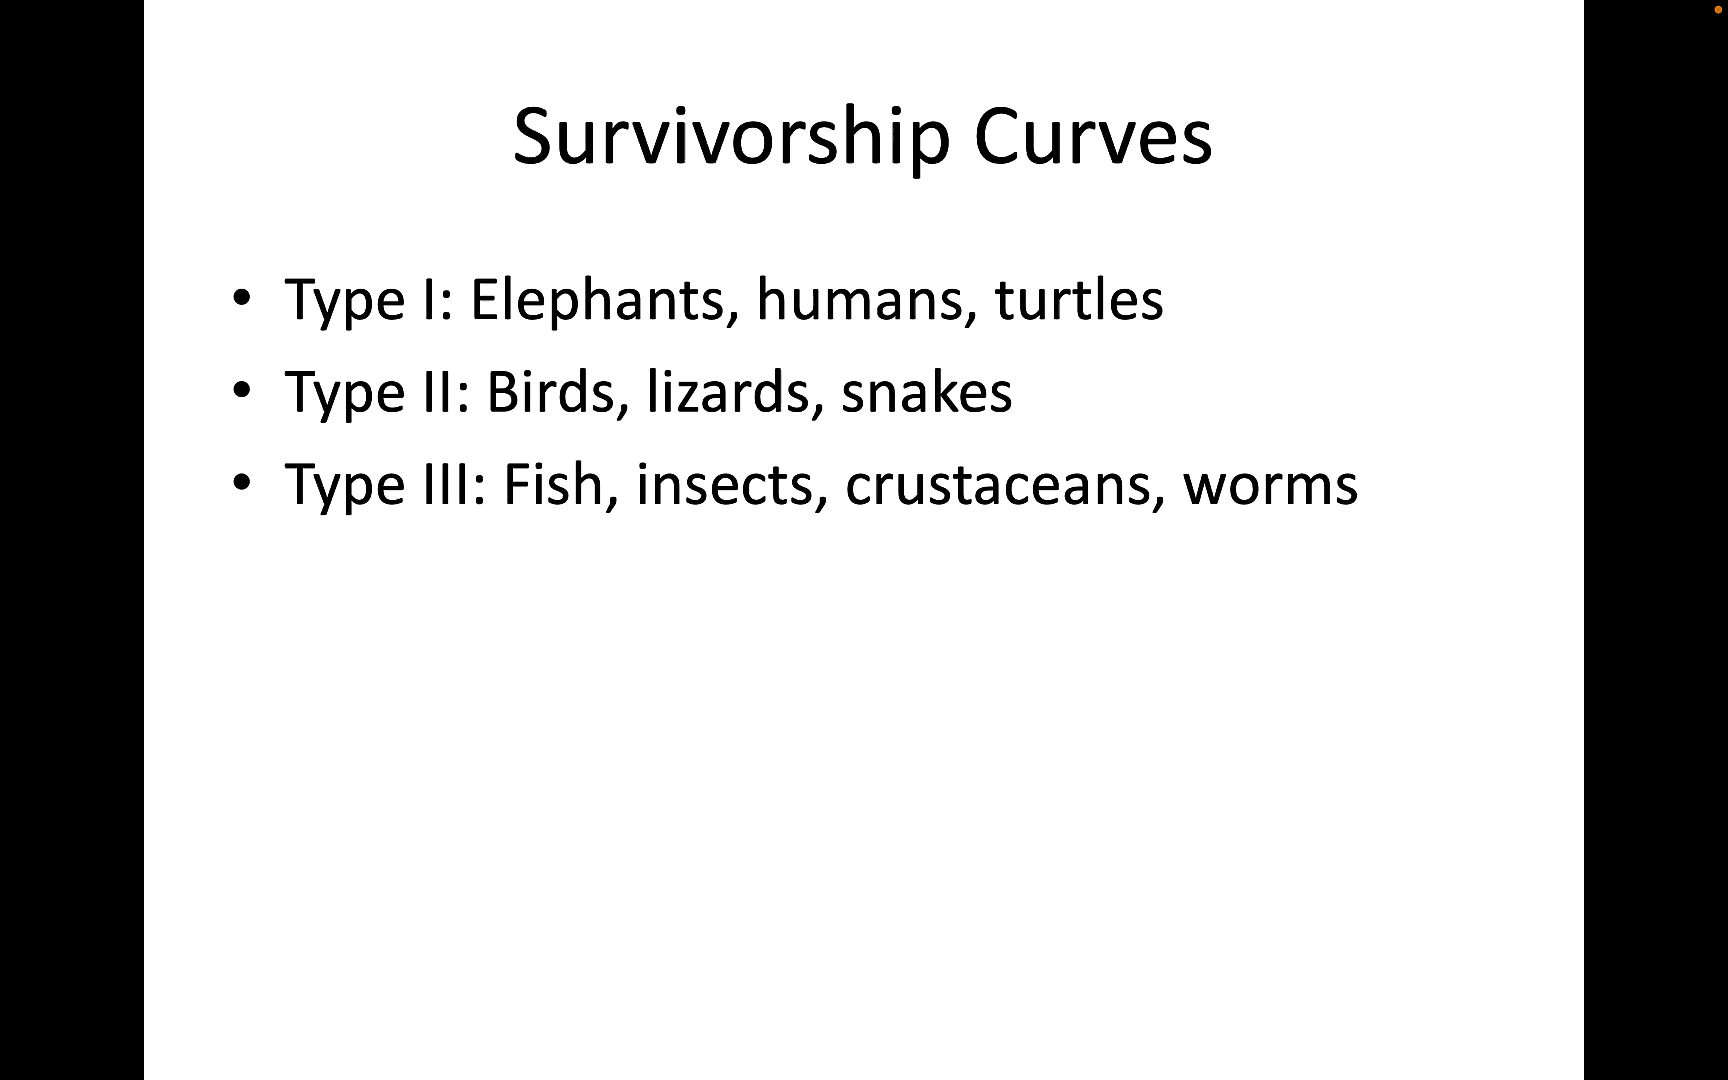 Survivorship Curves
• Type I: Elephants, humans, turtles
• Type II: Birds, lizards, snakes
• Type III: Fish, insects, crustaceans, worms